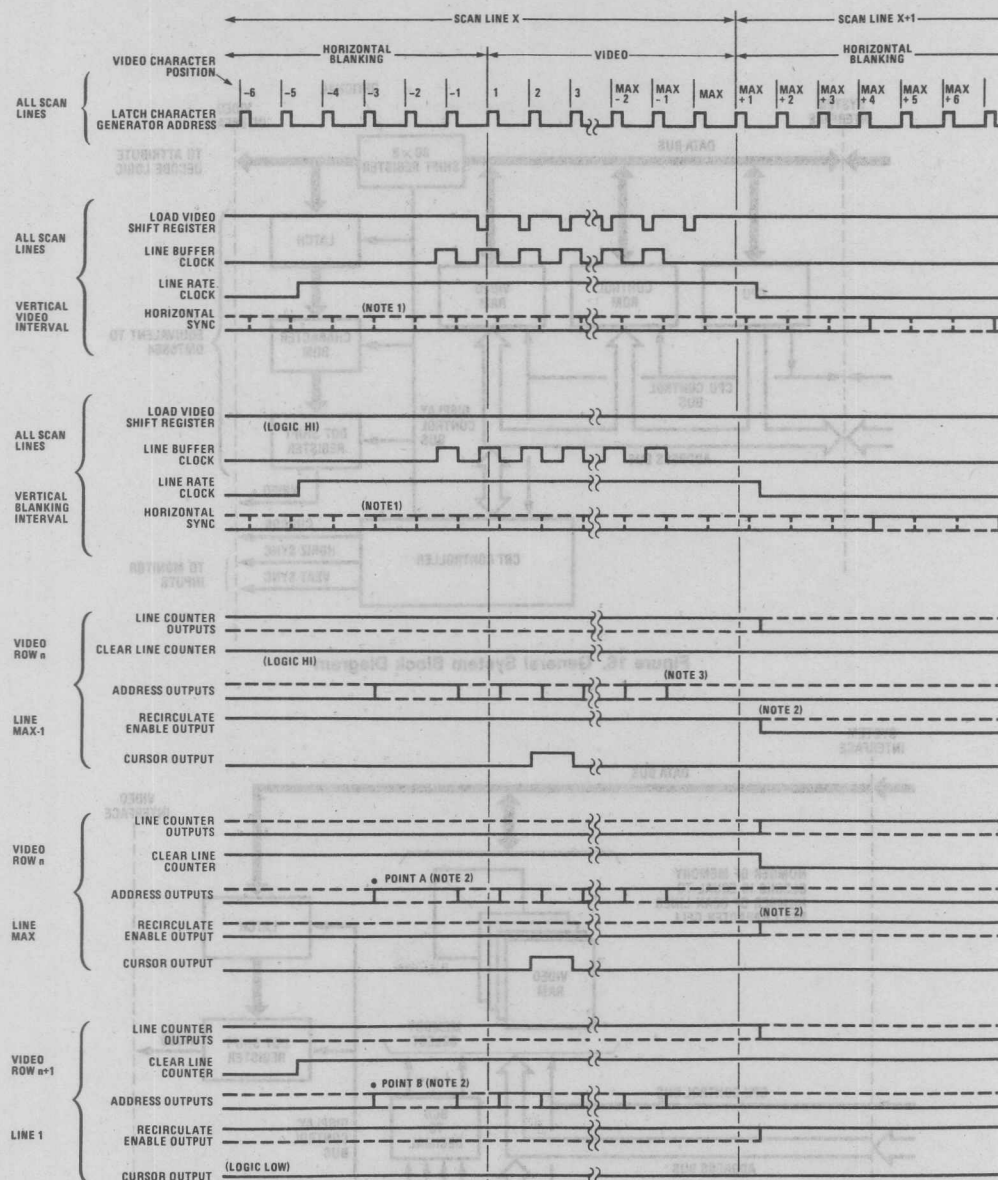 SCAN LINE X
SCAN LINE X+1
HORIZONTAL BLANKING
VIDEO
HORIZONTAL BLANKING
VIDEO CHARACTER POSITION
-6 -5 -4 -3 -2 -1 1 2 3 MAX -2 MAX -1 MAX MAX +1 MAX +2 MAX +3 MAX +4 MAX +5 MAX +6
ALL SCAN LINES
LATCH CHARACTER GENERATOR ADDRESS
ALL SCAN LINES
VERTICAL VIDEO INTERVAL
LOAD VIDEO SHIFT REGISTER
LINE BUFFER CLOCK
LINE RATE CLOCK
HORIZONTAL SYNC
(NOTE 1)
ALL SCAN LINES
VERTICAL BLANKING INTERVAL
LOAD VIDEO SHIFT REGISTER
(LOGIC HI)
LINE BUFFER CLOCK
LINE RATE CLOCK
HORIZONTAL SYNC
(NOTE1)
VIDEO ROW n
LINE MAX-1
LINE COUNTER OUTPUTS
CLEAR LINE COUNTER
(LOGIC HI)
ADDRESS OUTPUTS
(NOTE 3)
RECIRCULATE ENABLE OUTPUT
(NOTE 2)
CURSOR OUTPUT
VIDEO ROW n
LINE MAX
LINE COUNTER OUTPUTS
CLEAR LINE COUNTER
• POINT A (NOTE 2)
ADDRESS OUTPUTS
RECIRCULATE ENABLE OUTPUT
(NOTE 2)
CURSOR OUTPUT
VIDEO ROW n+1
LINE 1
LINE COUNTER OUTPUTS
CLEAR LINE COUNTER
• POINT B (NOTE 2)
ADDRESS OUTPUTS
RECIRCULATE ENABLE OUTPUT
CURSOR OUTPUT
(LOGIC LOW)